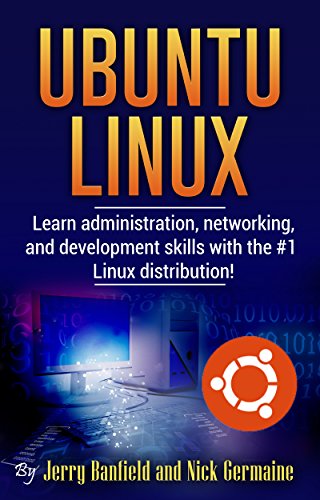 UBUNTU
LINUX
Learn administration, networking,
and development skills with the #1
Linux distribution!
By Jerry Banfield and Nick Germaine